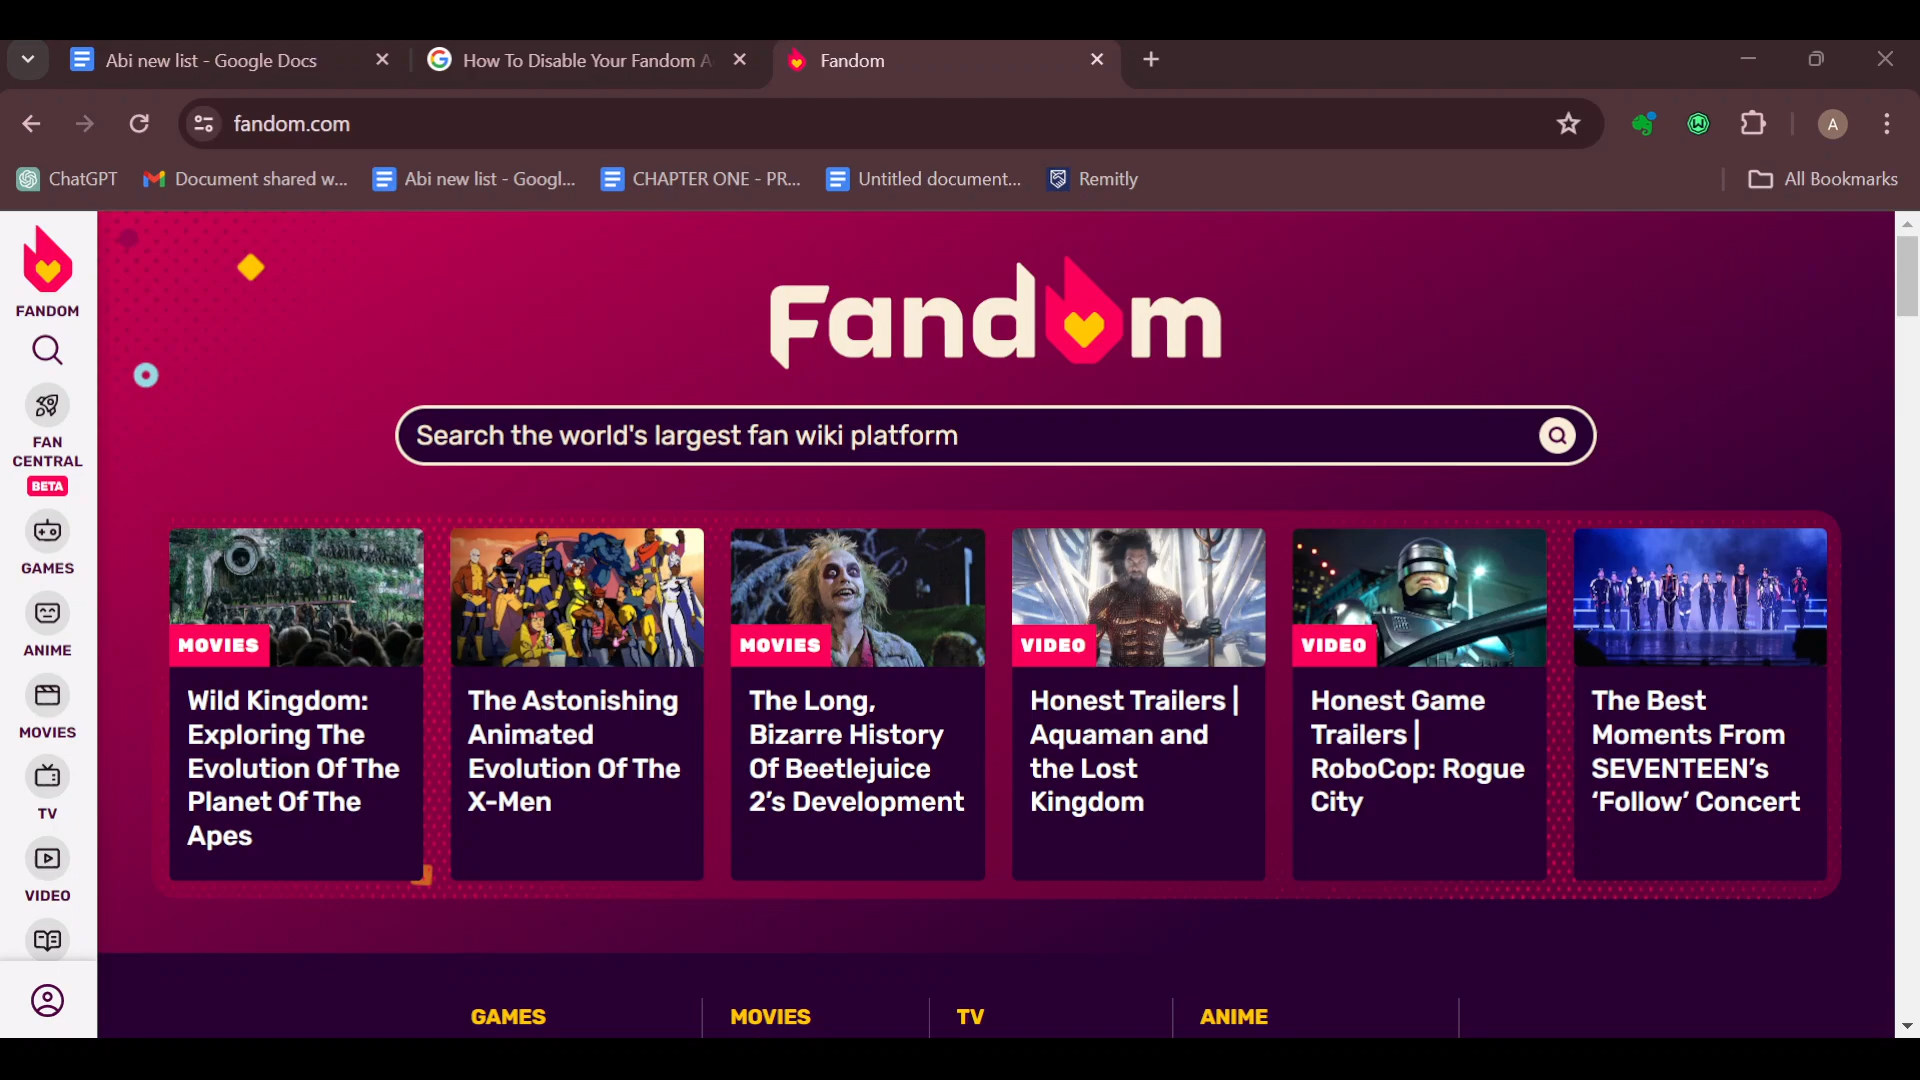 Abi new list - Google Docs
How To Disable Your Fandom A
Fandom
fandom.com
A
ChatGPT
Document shared w...
Abi new list - Googl...
CHAPTER ONE - PR...
Untitled document...
Remitly
All Bookmarks
FANDOM
FAN
CENTRAL
BETA
GAMES
ANIME
MOVIES
TV
VIDEO
Fandom
Search the world's largest fan wiki platform
MOVIES
Wild Kingdom:
Exploring The
Evolution Of The
Planet Of The
Apes
The Astonishing
Animated
Evolution Of The
X-Men
MOVIES
The Long,
Bizarre History
Of Beetlejuice
2’s Development
VIDEO
Honest Trailers |
Aquaman and
the Lost
Kingdom
VIDEO
Honest Game
Trailers |
RoboCop: Rogue
City
The Best
Moments From
SEVENTEEN’s
‘Follow’ Concert
GAMES
MOVIES
TV
ANIME